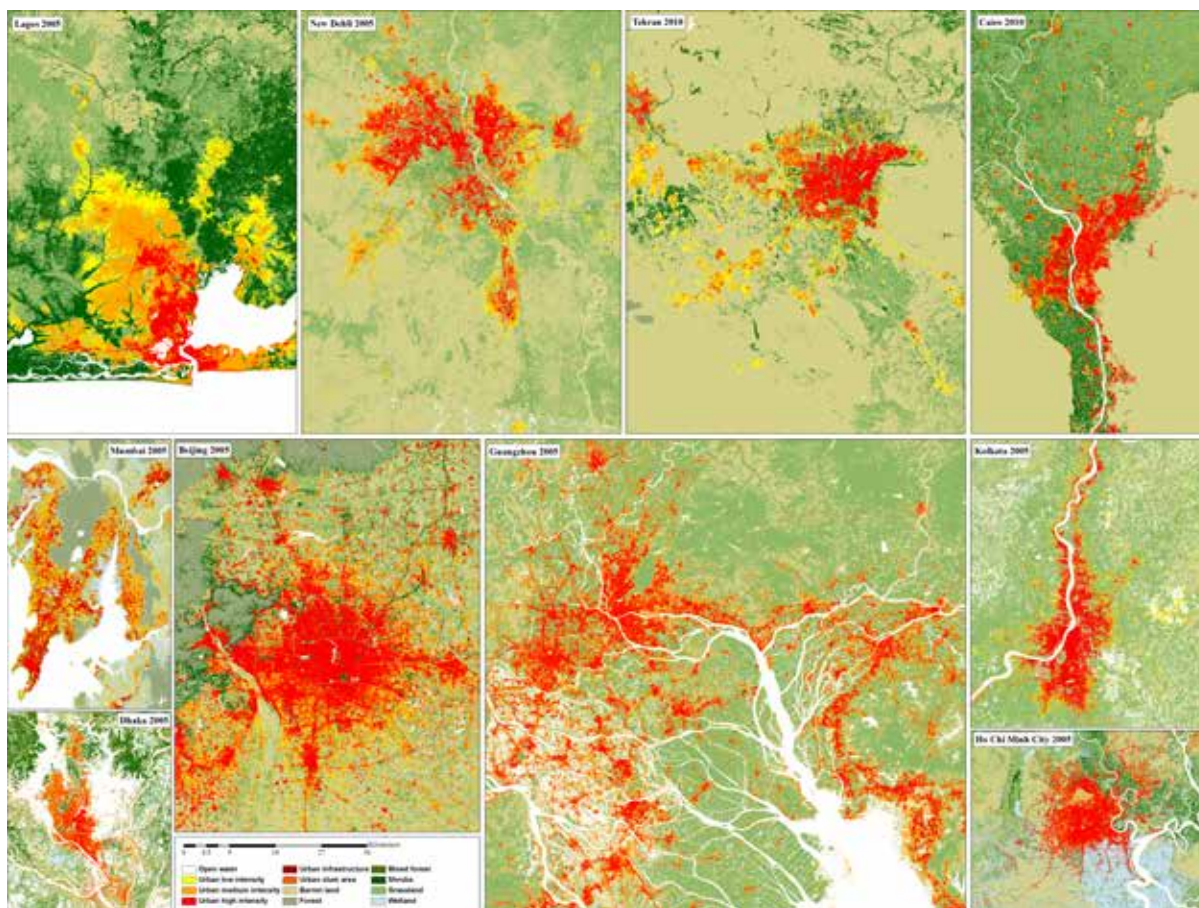 Lagos 2005
New Dehli 2005
Tehran 2010
Cairo 2010
Mumbai 2005
Beijing 2005
Guangzhou 2005
Kolkata 2005
Dhaka 2005
Ho Chi Minh City 2005
Open water
Urban low intensity
Urban medium intensity
Urban high intensity
Urban infrastructure
Urban slum area
Barren land
Forest
Mixed forest
Shrubs
Grassland
Wetland